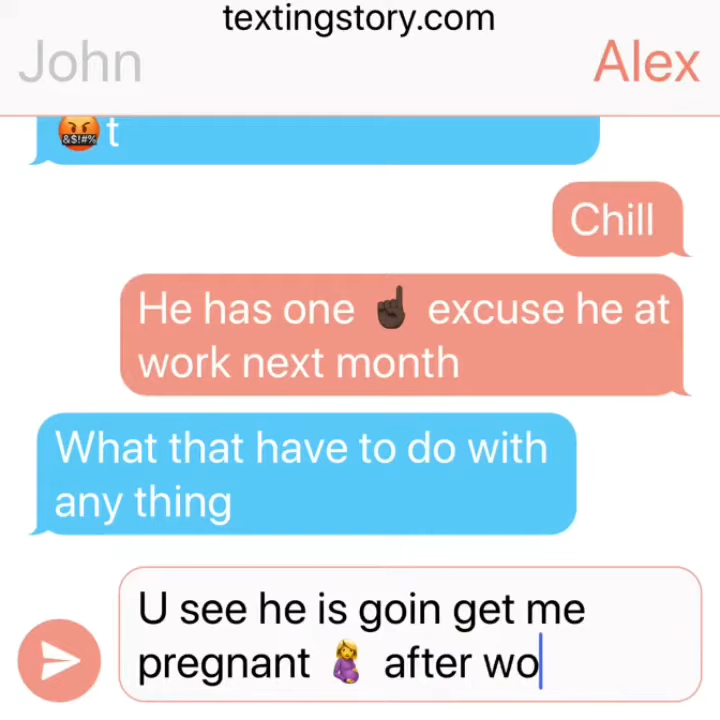 textingstory.com
John
Alex
🤬 t
Chill
He has one ☝🏿 excuse he at
work next month
What that have to do with
any thing
U see he is goin get me
pregnant 🤰 after wo